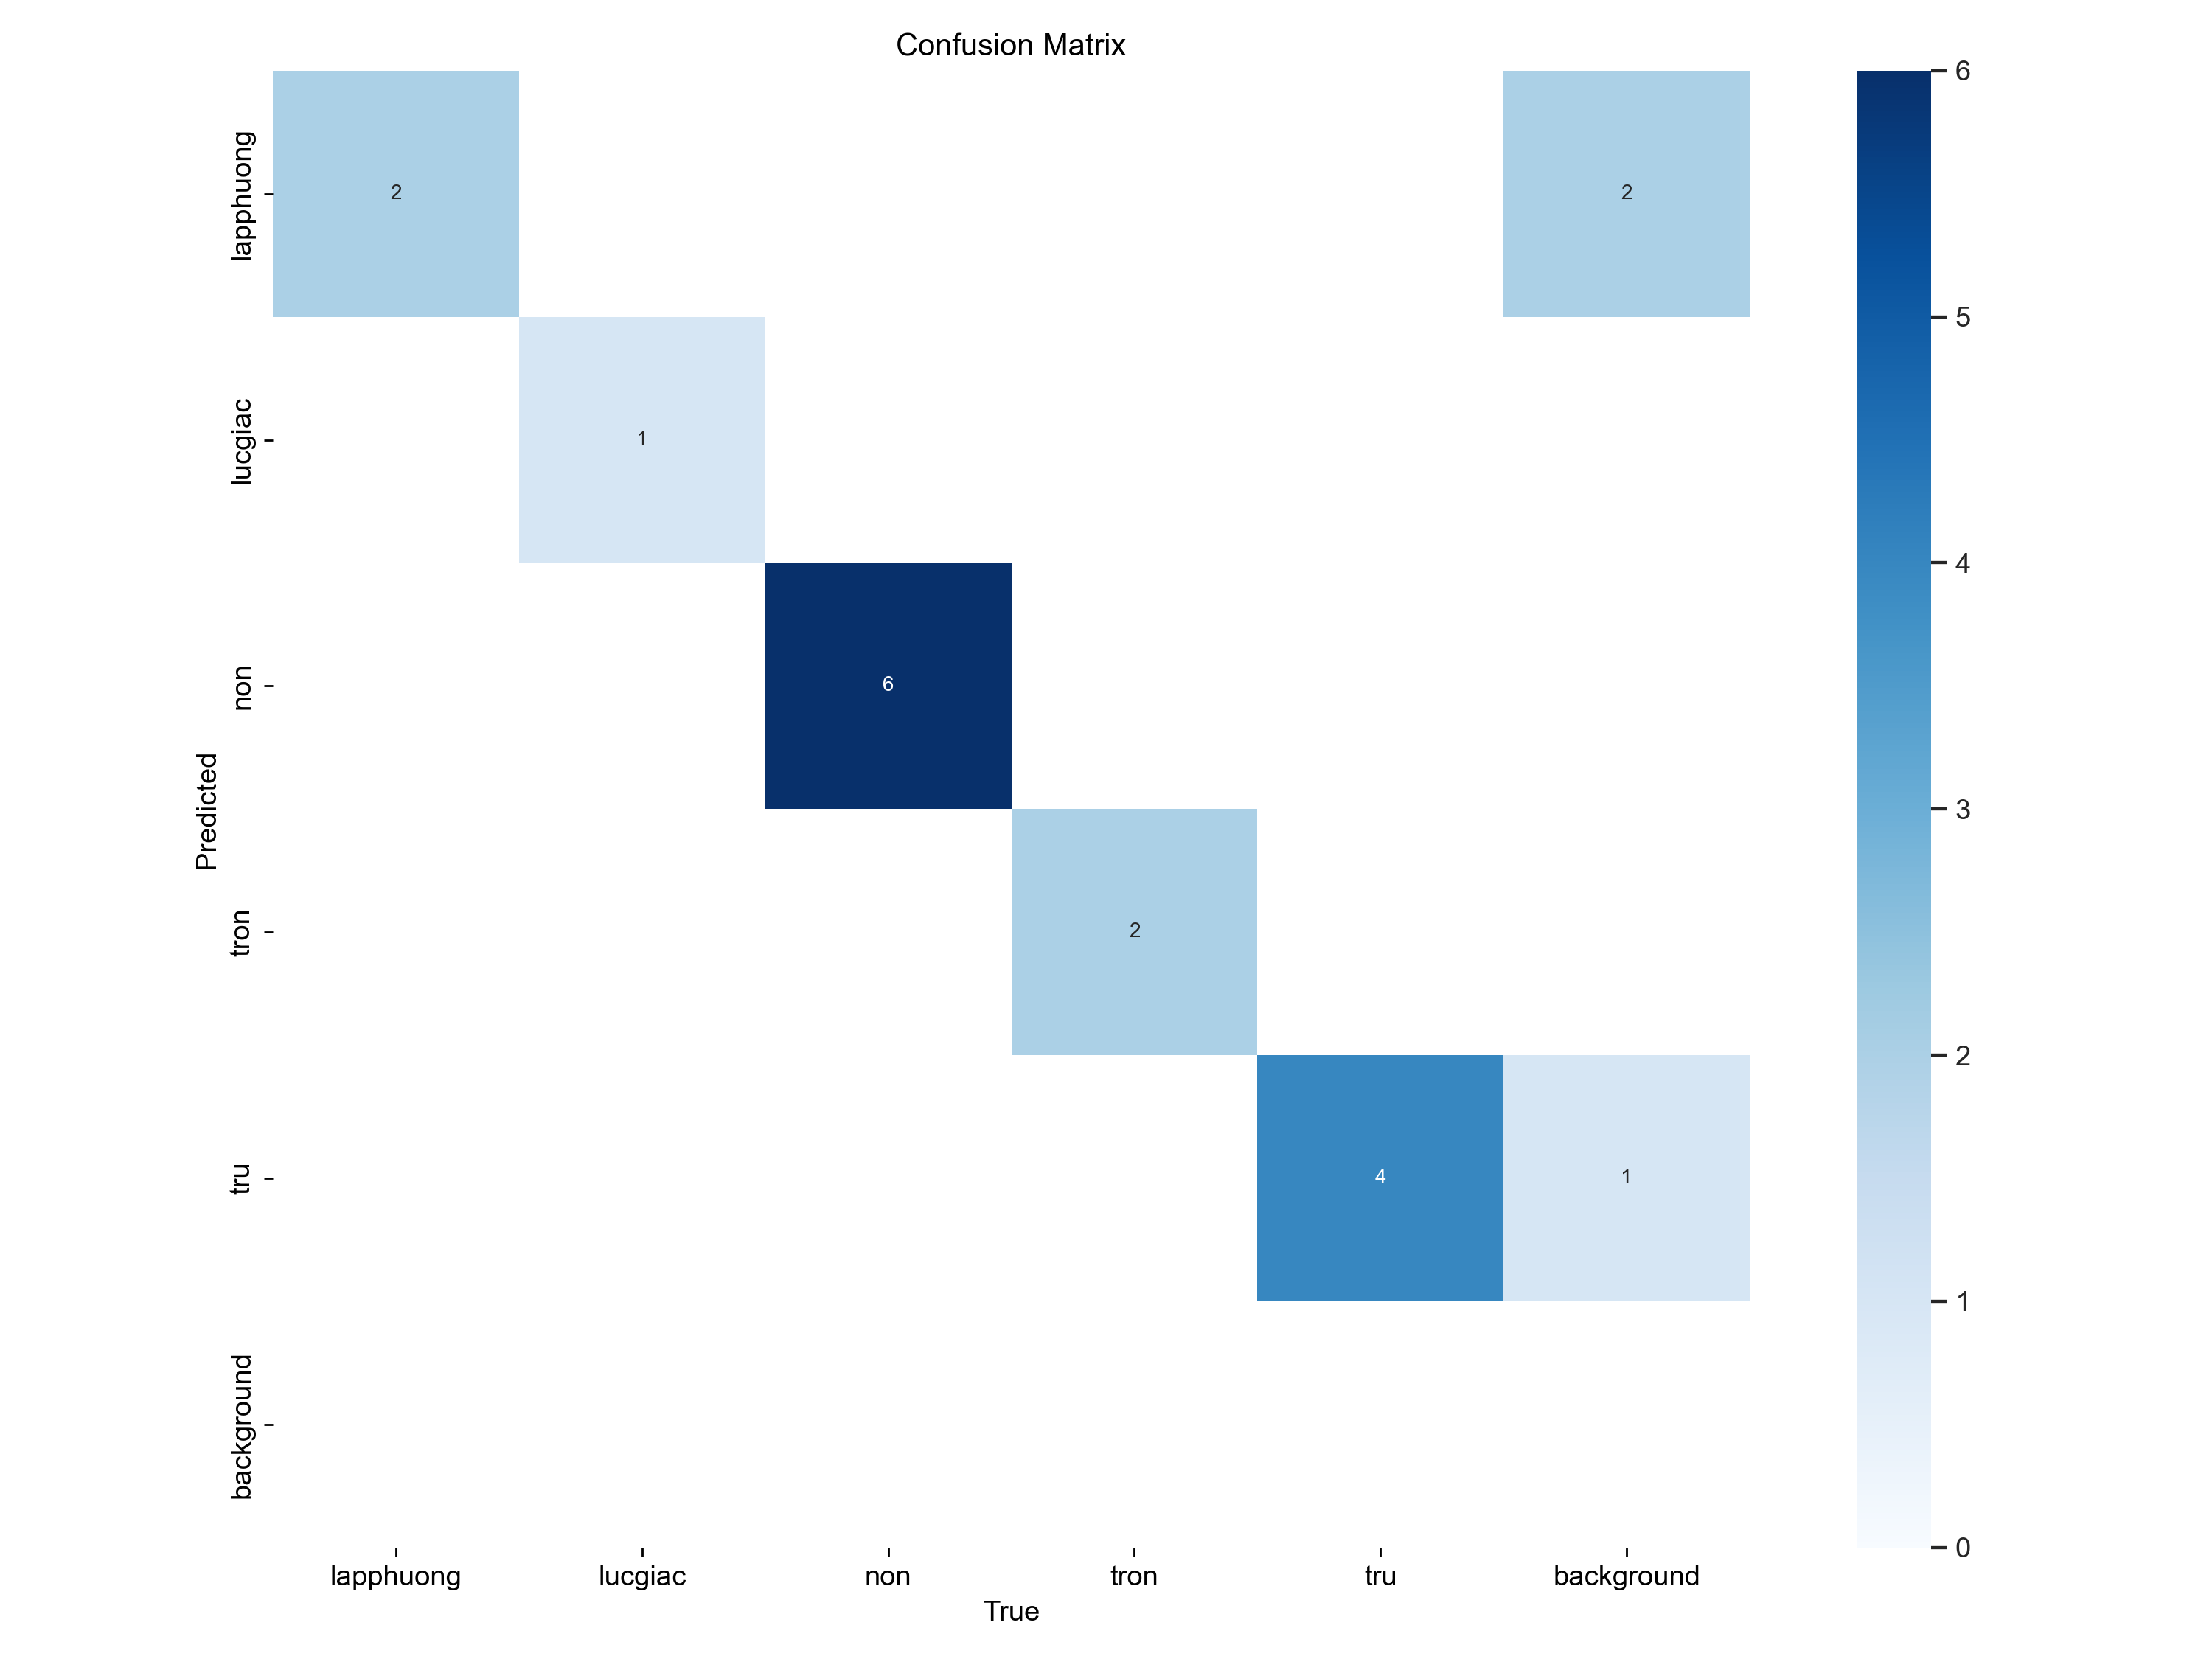 Confusion Matrix
lapphuong
lucgiac
non
tron
tru
background
Predicted
2
2
1
6
2
4
1
lapphuong
lucgiac
non
tron
tru
background
True
6
5
4
3
2
1
0